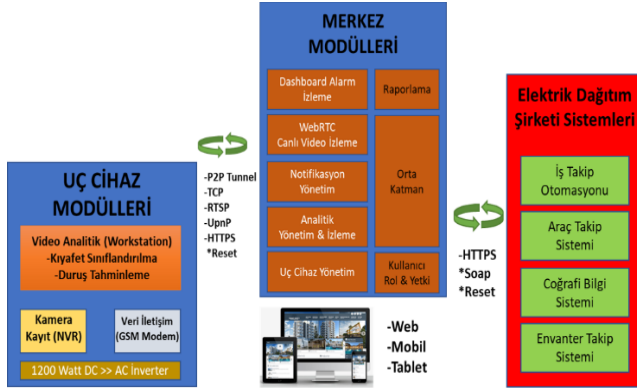 MERKEZ
MODÜLLERİ
Dashboard Alarm
İzleme
Raporlama
WebRTC
Canlı Video İzleme
Notifikasyon
Yönetim
Orta
Katman
Analitik
Yönetim & İzleme
Uç Cihaz Yönetim
Kullanıcı
Rol & Yetki
UÇ CİHAZ
MODÜLLERİ
Video Analitik (Workstation)
-Kıyafet Sınıflandırılma
-Duruş Tahminleme
Kamera
Kayıt (NVR)
Veri İletişim
(GSM Modem)
1200 Watt DC >> AC İnverter
-P2P Tunnel
-TCP
-RTSP
-UpnP
-HTTPS
*Reset
-Web
-Mobil
-Tablet
-HTTPS
*Soap
*Reset
Elektrik Dağıtım
Şirketi Sistemleri
İş Takip
Otomasyonu
Araç Takip
Sistemi
Coğrafi Bilgi
Sistemi
Envanter Takip
Sistemi